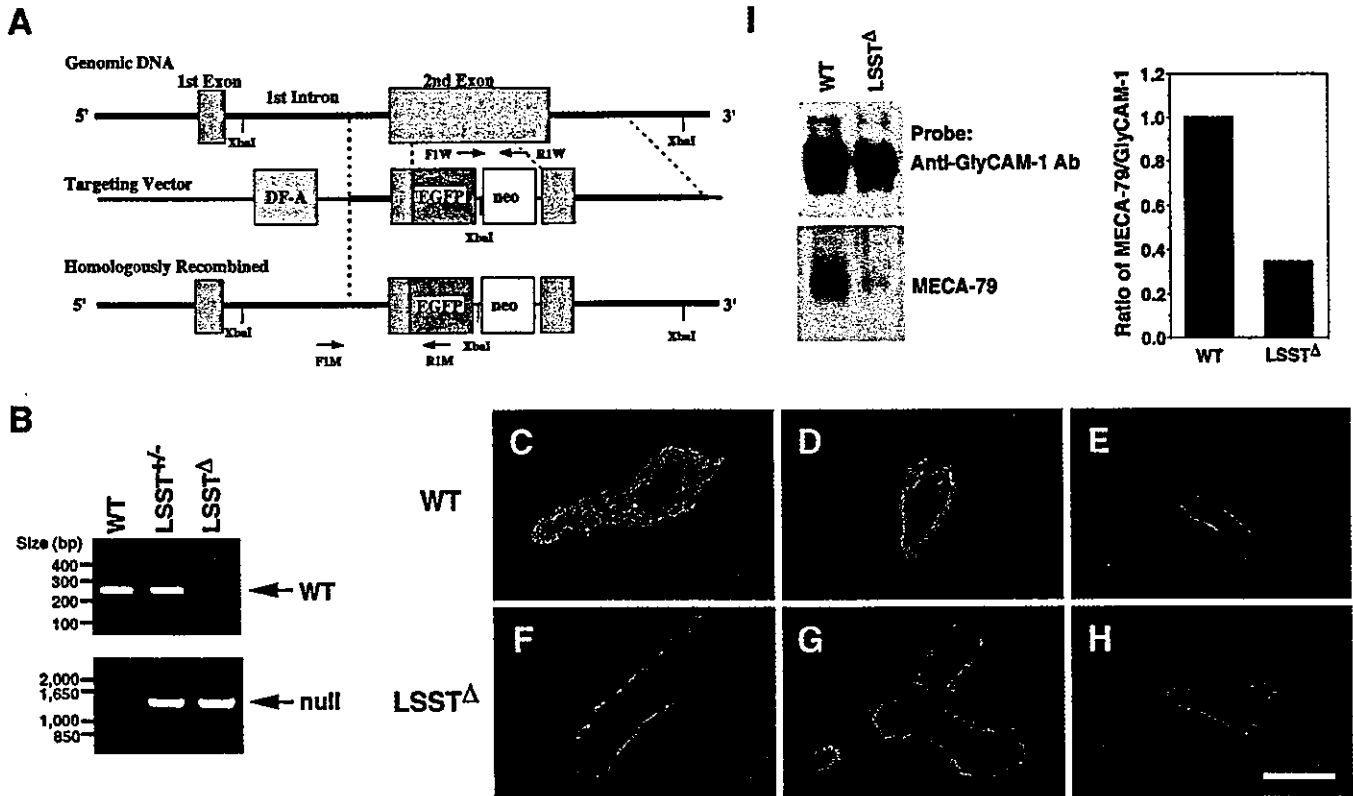 A
Genomic DNA
1st Exon
1st Intron
2nd Exon
5'
3'
XbaI
XbaI
F1W
R1W
Targeting Vector
DF-A
EGFP
neo
XbaI
Homologously Recombined
5'
3'
EGFP
neo
XbaI
XbaI
XbaI
F1M
R1M
I
WT
LSSTΔ
Probe:
Anti-GlyCAM-1 Ab
MECA-79
Ratio of MECA-79/GlyCAM-1
1.2
1.0
0.8
0.6
0.4
0.2
0.0
WT
LSSTΔ
B
WT
LSST+/-
LSSTΔ
Size (bp)
400
300
200
100
WT
2,000
1,650
1,000
850
null
WT
C
D
E
LSSTΔ
F
G
H